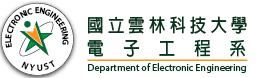 ELECTRONIC ENGINEERING
NYUST
國立雲林科技大學
電子工程系
Department of Electronic Engineering